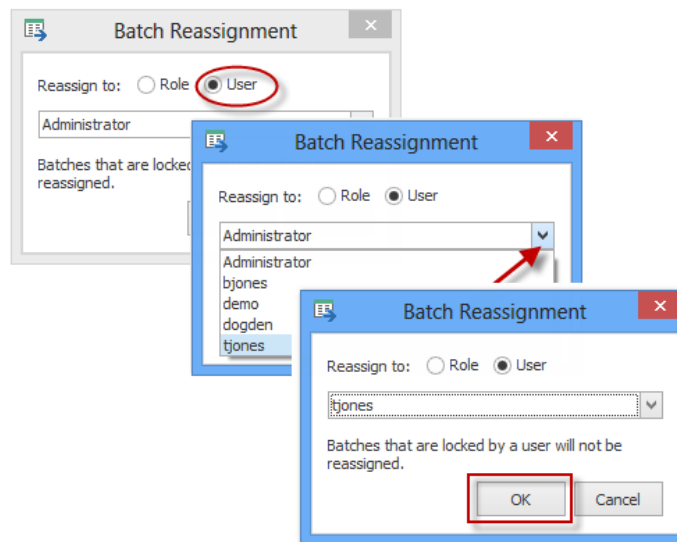 Batch Reassignment
Reassign to: Role User
Administrator
Batches that are locked
reassigned.
Batch Reassignment
Reassign to: Role User
Administrator
Administrator
bjones
demo
dogden
tjones
Batch Reassignment
Reassign to: Role User
tjones
Batches that are locked by a user will not be
reassigned.
OK Cancel